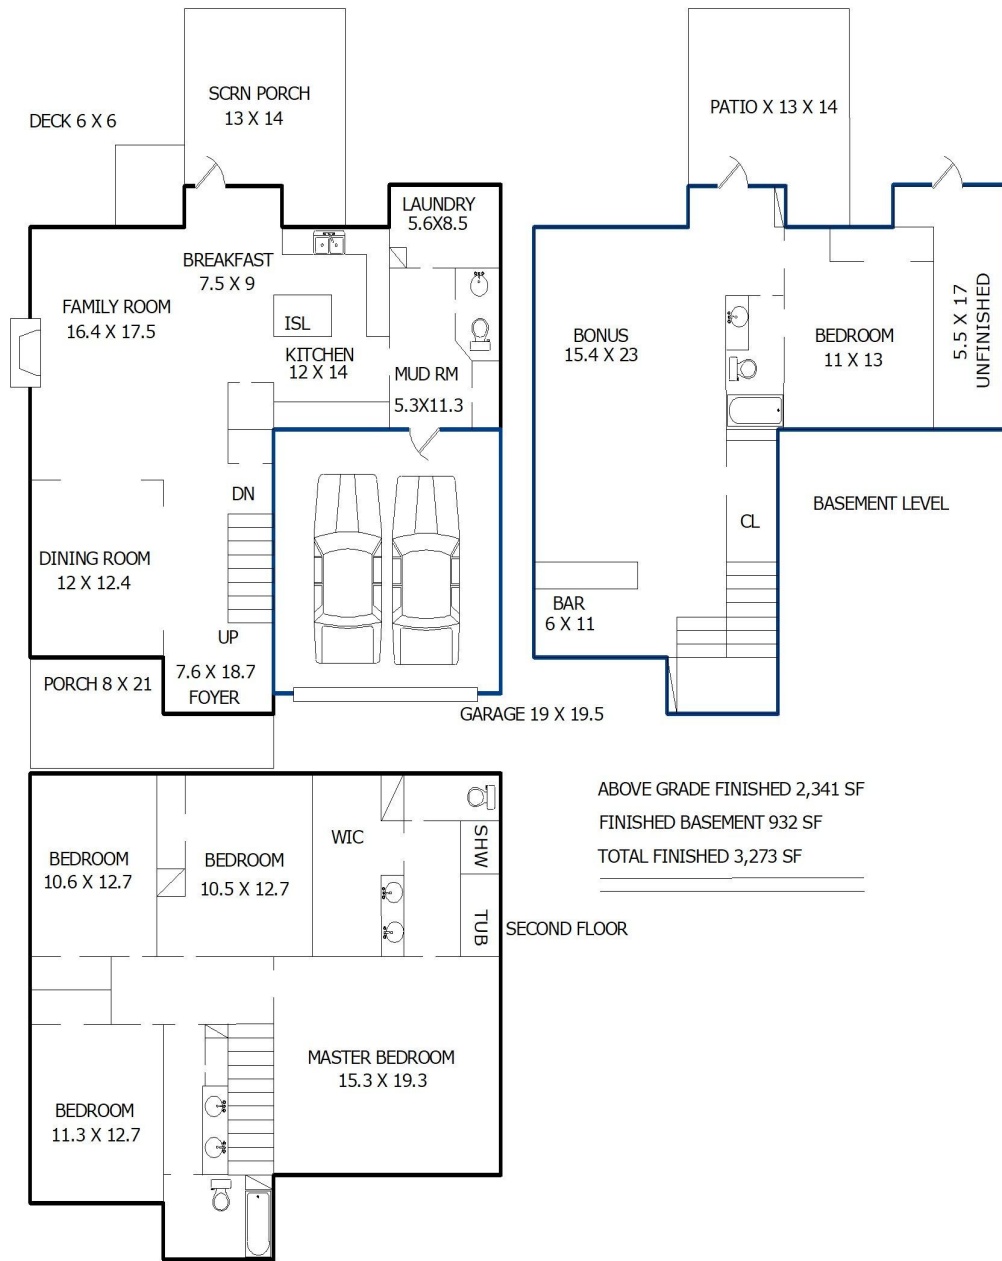 SCRN PORCH
13 X 14
DECK 6 X 6
LAUNDRY
5.6X8.5
BREAKFAST
7.5 X 9
FAMILY ROOM
16.4 X 17.5
ISL
KITCHEN
12 X 14
MUD RM
5.3X11.3
DN
DINING ROOM
12 X 12.4
UP
7.6 X 18.7
FOYER
PORCH 8 X 21
GARAGE 19 X 19.5
PATIO X 13 X 14
BONUS
15.4 X 23
BEDROOM
11 X 13
5.5 X 17
UNFINISHED
CL
BASEMENT LEVEL
BAR
6 X 11
ABOVE GRADE FINISHED 2,341 SF
FINISHED BASEMENT 932 SF
TOTAL FINISHED 3,273 SF
BEDROOM
10.6 X 12.7
BEDROOM
10.5 X 12.7
WIC
SHW
TUB
SECOND FLOOR
MASTER BEDROOM
15.3 X 19.3
BEDROOM
11.3 X 12.7